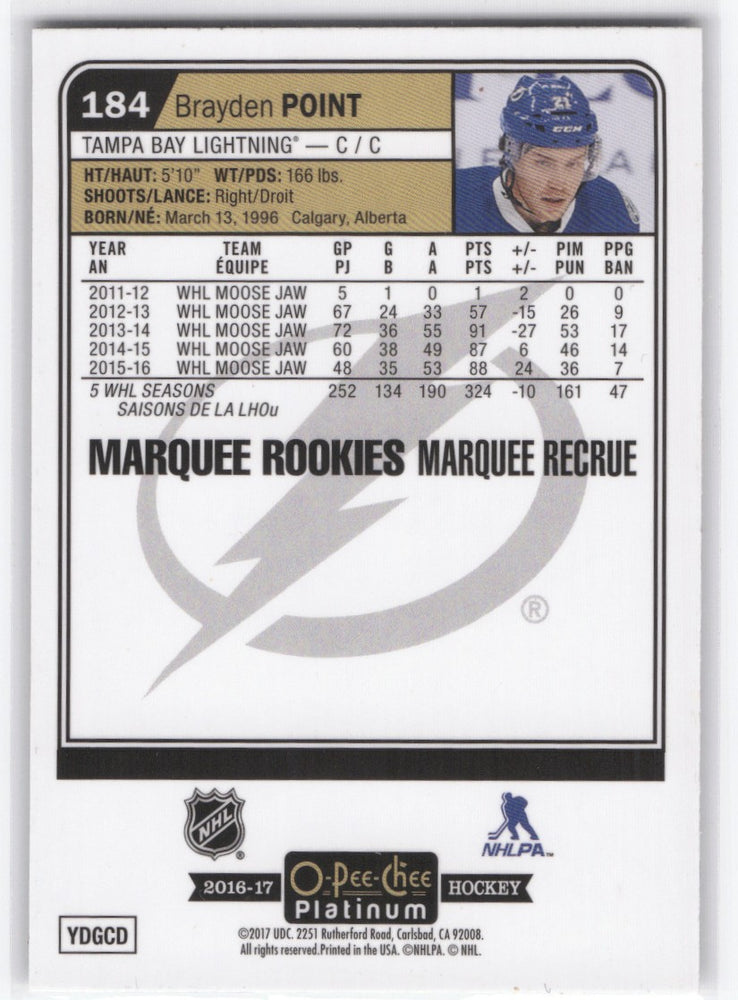 184 Brayden POINT
TAMPA BAY LIGHTNING® — C / C
HT/HAUT: 5'10" WT/PDS: 166 lbs.
SHOOTS/LANCE: Right/Droit
BORN/NÉ: March 13, 1996 Calgary, Alberta
21
CCM
YEAR TEAM GP G A PTS +/- PIM PPG
AN ÉQUIPE PJ B A PTS +/- PUN BAN
2011-12 WHL MOOSE JAW 5 1 0 1 2 0 0
2012-13 WHL MOOSE JAW 67 24 33 57 -15 26 9
2013-14 WHL MOOSE JAW 72 36 55 91 -27 53 17
2014-15 WHL MOOSE JAW 60 38 49 87 6 46 14
2015-16 WHL MOOSE JAW 48 35 53 88 24 36 7
5 WHL SEASONS 252 134 190 324 -10 161 47
SAISONS DE LA LHOu
MARQUEE ROOKIES MARQUEE RECRUE
®
NHL ®
NHLPA™
2016-17 O-Pee-Chee HOCKEY
Platinum
YDGCD
©2017 UDC. 2251 Rutherford Road, Carlsbad, CA 92008.
All rights reserved.Printed in the USA. ©NHLPA. © NHL.